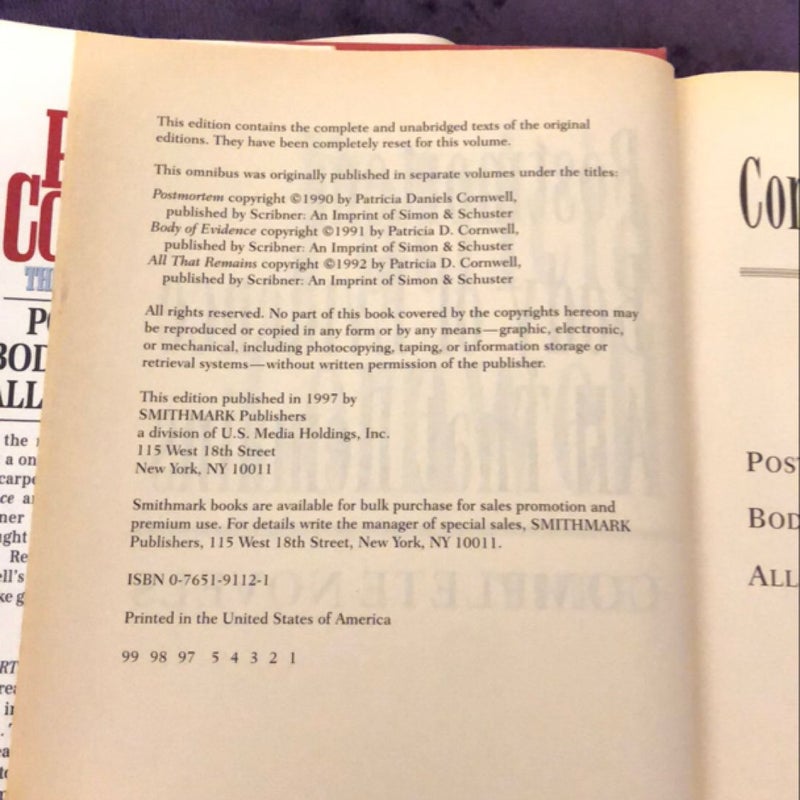 This edition contains the complete and unabridged texts of the original
editions. They have been completely reset for this volume.
This omnibus was originally published in separate volumes under the titles:
Postmortem copyright ©1990 by Patricia Daniels Cornwell,
published by Scribner: An Imprint of Simon & Schuster
Body of Evidence copyright ©1991 by Patricia D. Cornwell,
published by Scribner: An Imprint of Simon & Schuster
All That Remains copyright ©1992 by Patricia D. Cornwell,
published by Scribner: An Imprint of Simon & Schuster
All rights reserved. No part of this book covered by the copyrights hereon may
be reproduced or copied in any form or by any means—graphic, electronic,
or mechanical, including photocopying, taping, or information storage or
retrieval systems—without written permission of the publisher.
This edition published in 1997 by
SMITHMARK Publishers
a division of U.S. Media Holdings, Inc.
115 West 18th Street
New York, NY 10011
Smithmark books are available for bulk purchase for sales promotion and
premium use. For details write the manager of special sales, SMITHMARK
Publishers, 115 West 18th Street, New York, NY 10011.
ISBN 0-7651-9112-1
Printed in the United States of America
99 98 97 5 4 3 2 1
Cor
POS
BOD
ALL